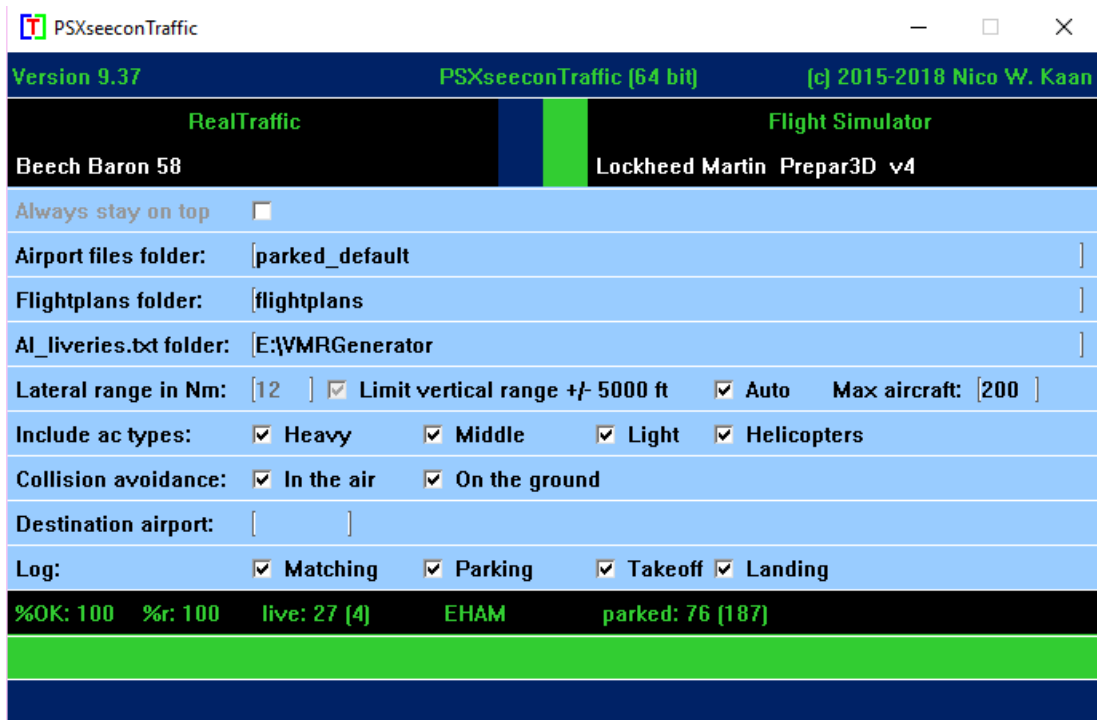 [T] PSXseeconTraffic
Version 9.37 PSXseeconTraffic (64 bit) (c) 2015-2018 Nico W. Kaan
RealTraffic Flight Simulator
Beech Baron 58 Lockheed Martin Prepar3D v4
Always stay on top
Airport files folder: parked_default
Flightplans folder: flightplans
AI_liveries.txt folder: E:\VMRGenerator
Lateral range in Nm: 12 Limit vertical range +/- 5000 ft Auto Max aircraft: 200
Include ac types: Heavy Middle Light Helicopters
Collision avoidance: In the air On the ground
Destination airport:
Log: Matching Parking Takeoff Landing
%OK: 100 %r: 100 live: 27 (4) EHAM parked: 76 (187)